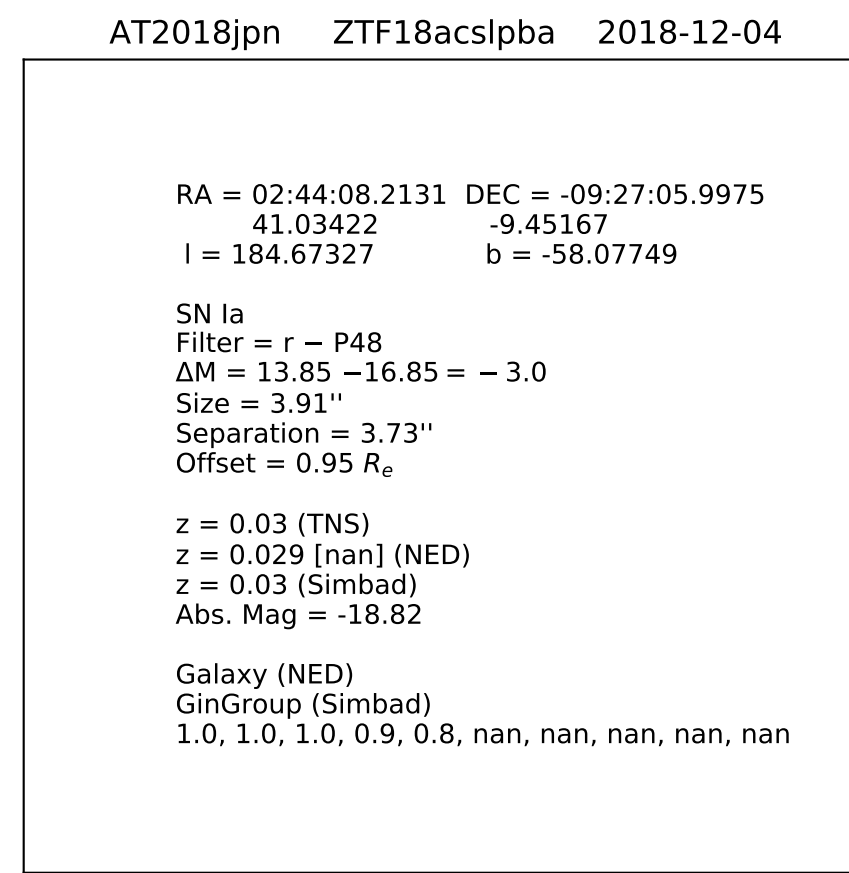 AT2018jpn ZTF18acslpba 2018-12-04
RA = 02:44:08.2131 DEC = -09:27:05.9975
41.03422 -9.45167
l = 184.67327 b = -58.07749
SN Ia
Filter = r − P48
ΔM = 13.85 −16.85 = − 3.0
Size = 3.91''
Separation = 3.73''
Offset = 0.95 Re
z = 0.03 (TNS)
z = 0.029 [nan] (NED)
z = 0.03 (Simbad)
Abs. Mag = -18.82
Galaxy (NED)
GinGroup (Simbad)
1.0, 1.0, 1.0, 0.9, 0.8, nan, nan, nan, nan, nan